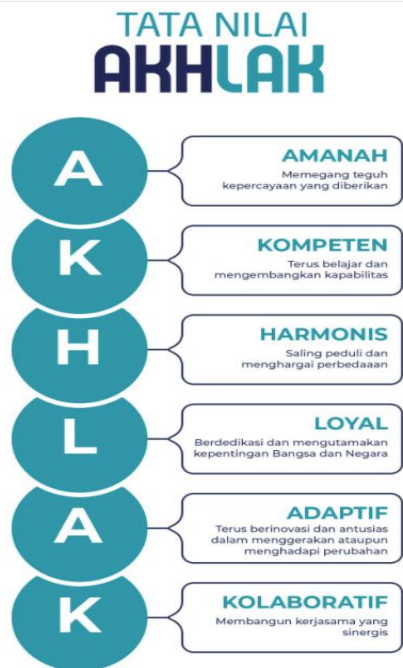 TATA NILAI
AKHLAK
A
AMANAH
Memegang teguh
kepercayaan yang diberikan
K
KOMPETEN
Terus belajar dan
mengembangkan kapabilitas
H
HARMONIS
Saling peduli dan
menghargai perbedaaan
L
LOYAL
Berdedikasi dan mengutamakan
kepentingan Bangsa dan Negara
A
ADAPTIF
Terus berinovasi dan antusias
dalam menggerakan ataupun
menghadapi perubahan
K
KOLABORATIF
Membangun kerjasama yang
sinergis